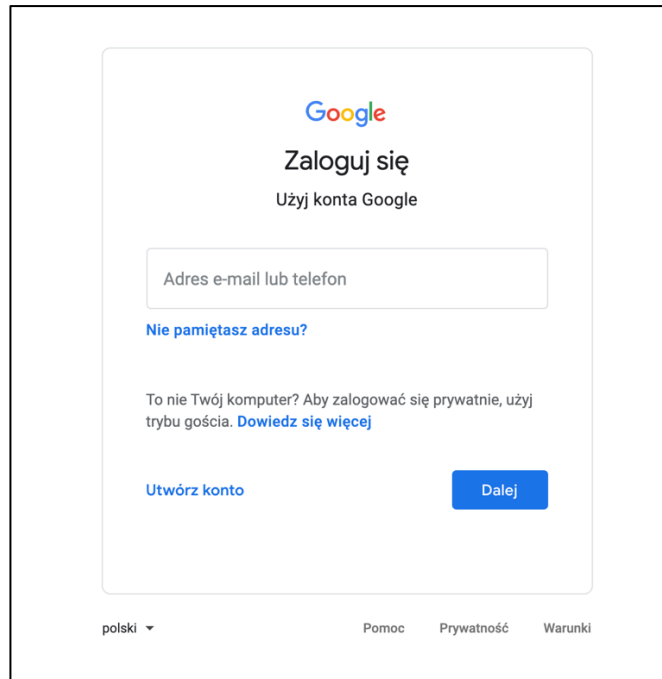 Google
Zaloguj się
Użyj konta Google
Adres e-mail lub telefon
Nie pamiętasz adresu?
To nie Twój komputer? Aby zalogować się prywatnie, użyj
trybu gościa. Dowiedz się więcej
Utwórz konto
Dalej
polski
Pomoc
Prywatność
Warunki